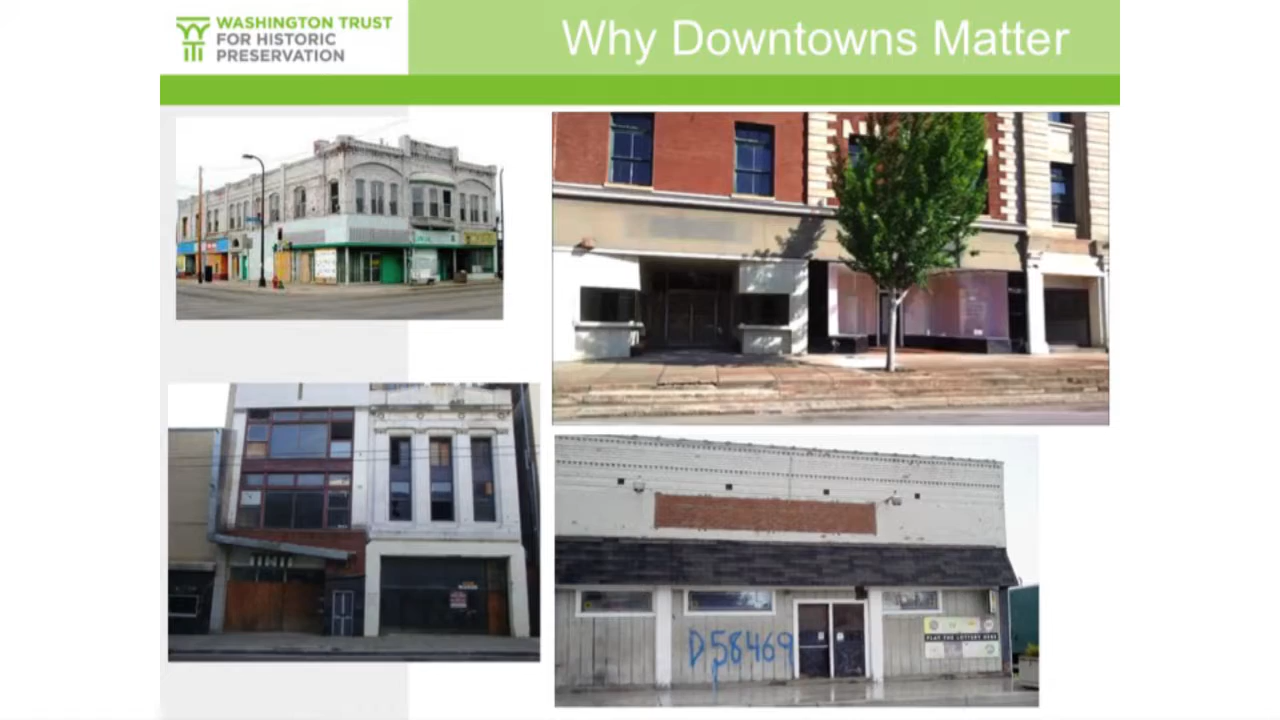 WASHINGTON TRUST
FOR HISTORIC
PRESERVATION
Why Downtowns Matter
D58469
PLAY THE LOTTERY HERE